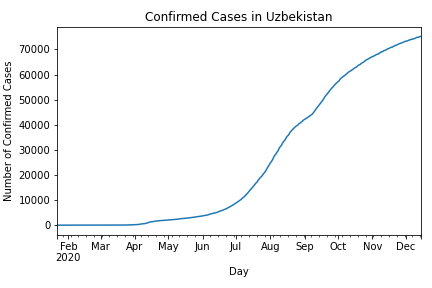 Confirmed Cases in Uzbekistan
Number of Confirmed Cases
70000
60000
50000
40000
30000
20000
10000
0
Feb Mar Apr May Jun Jul Aug Sep Oct Nov Dec
2020
Day